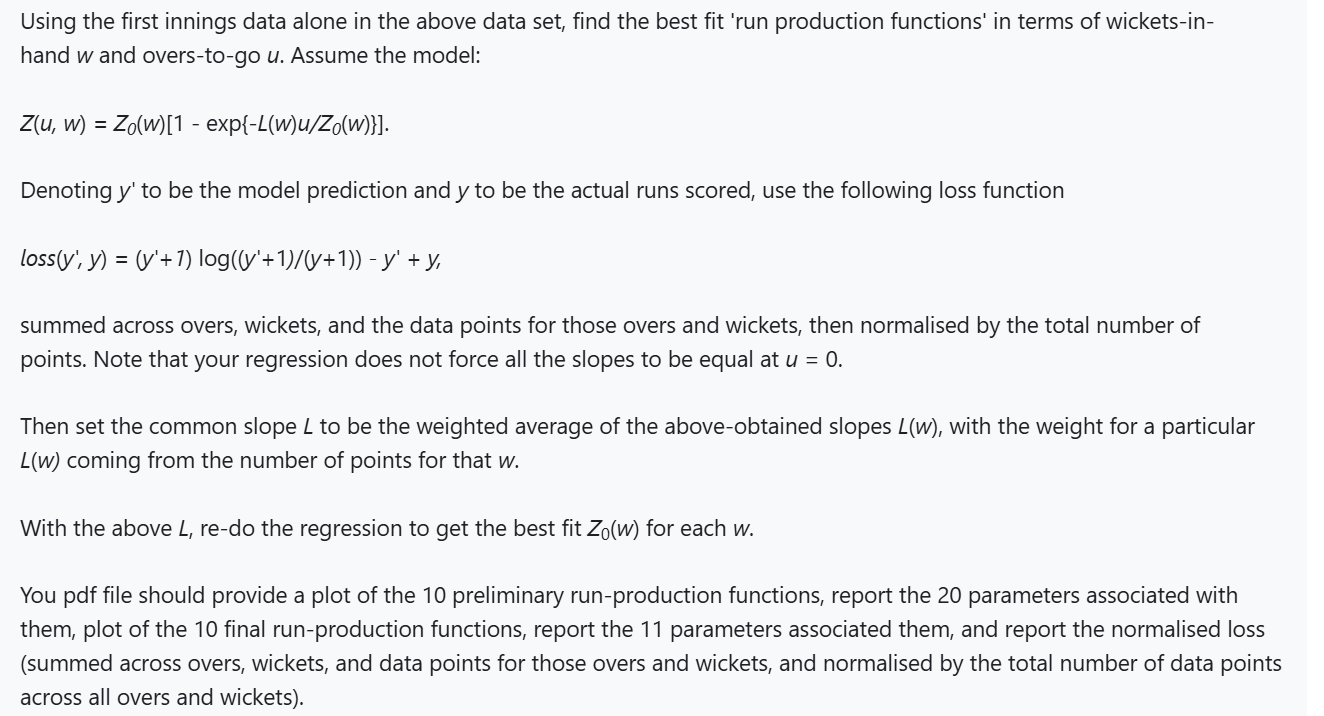 Using the first innings data alone in the above data set, find the best fit 'run production functions' in terms of wickets-in-
hand w and overs-to-go u. Assume the model:
Z(u, w) = Z₀(w)[1 - exp{-L(w)u/Z₀(w)}].
Denoting y' to be the model prediction and y to be the actual runs scored, use the following loss function
loss(y', y) = (y'+1) log((y'+1)/(y+1)) - y' + y,
summed across overs, wickets, and the data points for those overs and wickets, then normalised by the total number of
points. Note that your regression does not force all the slopes to be equal at u = 0.
Then set the common slope L to be the weighted average of the above-obtained slopes L(w), with the weight for a particular
L(w) coming from the number of points for that w.
With the above L, re-do the regression to get the best fit Z₀(w) for each w.
You pdf file should provide a plot of the 10 preliminary run-production functions, report the 20 parameters associated with
them, plot of the 10 final run-production functions, report the 11 parameters associated them, and report the normalised loss
(summed across overs, wickets, and data points for those overs and wickets, and normalised by the total number of data points
across all overs and wickets).